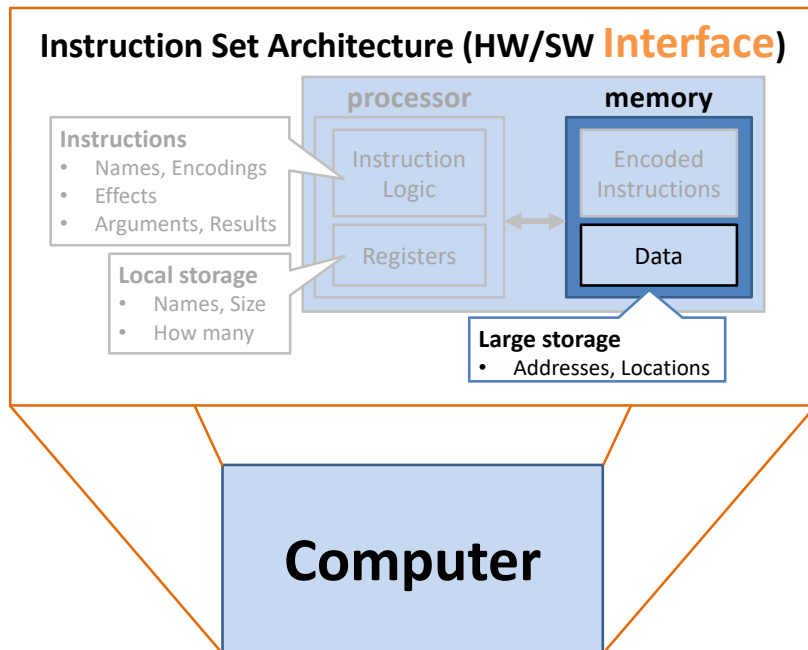 Instruction Set Architecture (HW/SW Interface)
processor
memory
Instructions
• Names, Encodings
• Effects
• Arguments, Results
Instruction
Logic
Encoded
Instructions
Registers
Data
Local storage
• Names, Size
• How many
Large storage
• Addresses, Locations
Computer